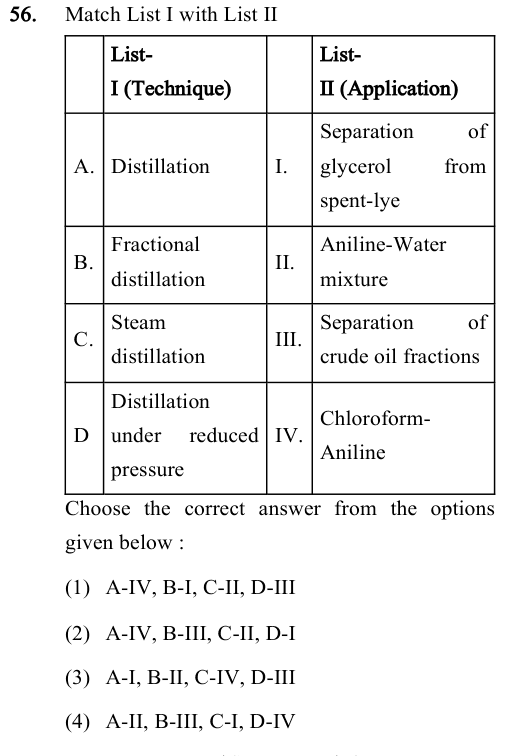 56. Match List I with List II
List-
I (Technique)
List-
II (Application)
A. Distillation
I. Separation of
glycerol from
spent-lye
B. Fractional
distillation
II. Aniline-Water
mixture
C. Steam
distillation
III. Separation of
crude oil fractions
D Distillation
under reduced
pressure
IV. Chloroform-
Aniline
Choose the correct answer from the options
given below :
(1) A-IV, B-I, C-II, D-III
(2) A-IV, B-III, C-II, D-I
(3) A-I, B-II, C-IV, D-III
(4) A-II, B-III, C-I, D-IV